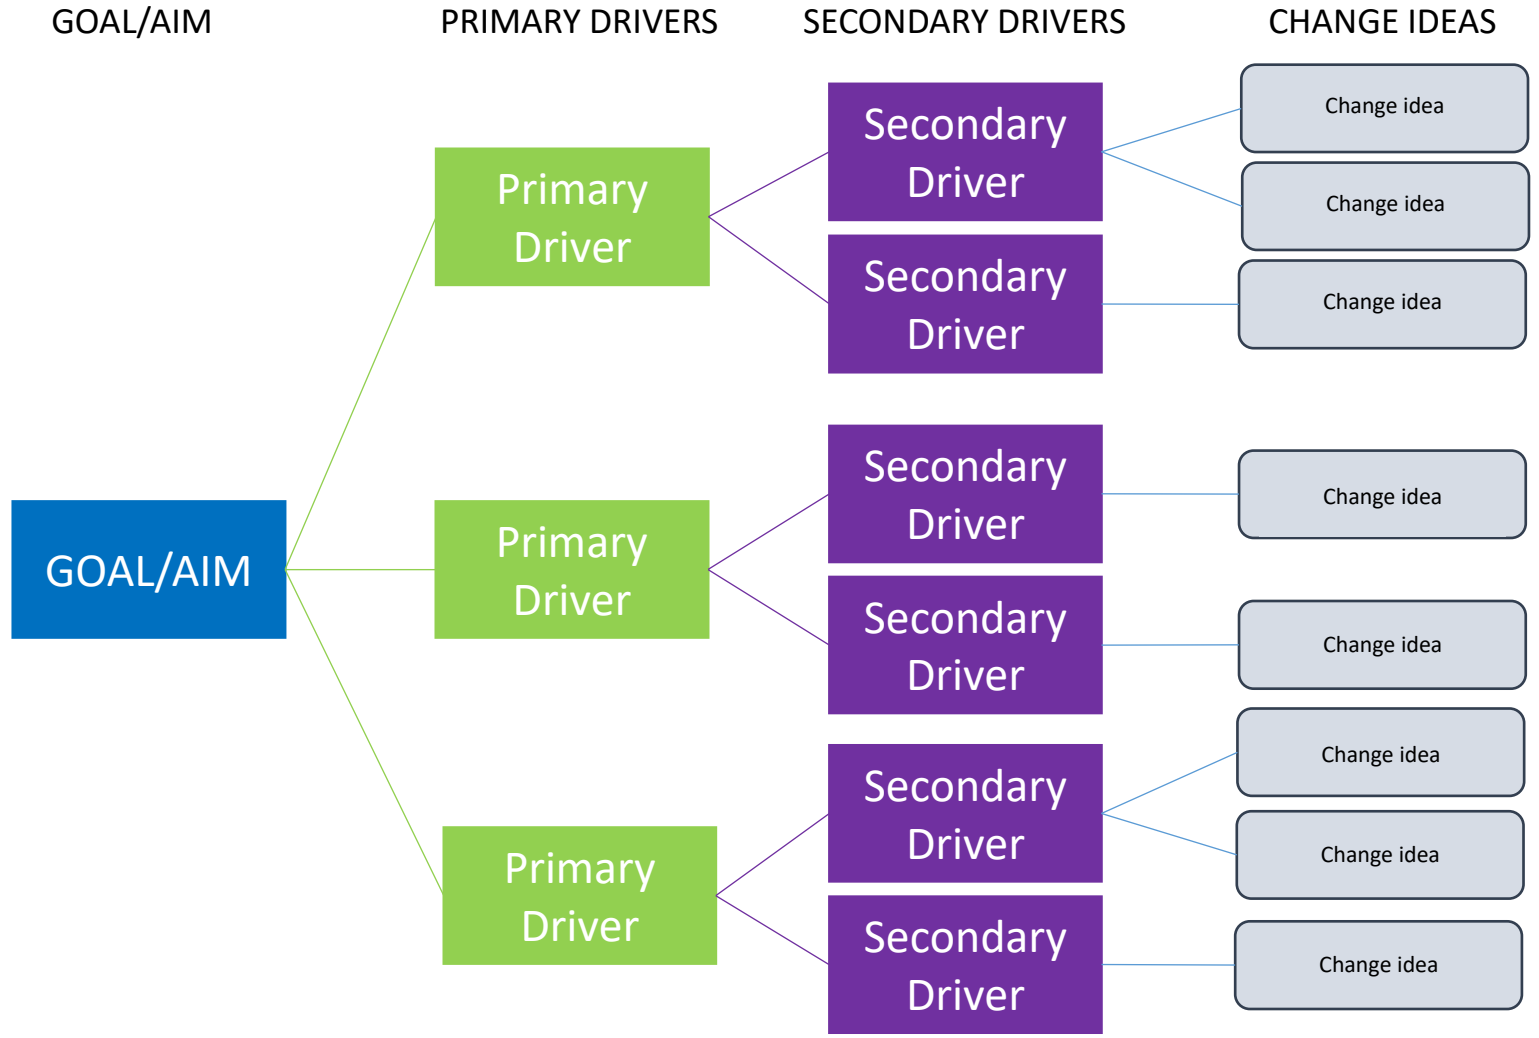 GOAL/AIM
PRIMARY DRIVERS
SECONDARY DRIVERS
CHANGE IDEAS
GOAL/AIM
Primary
Driver
Primary
Driver
Primary
Driver
Secondary
Driver
Secondary
Driver
Secondary
Driver
Secondary
Driver
Secondary
Driver
Secondary
Driver
Change idea
Change idea
Change idea
Change idea
Change idea
Change idea
Change idea
Change idea